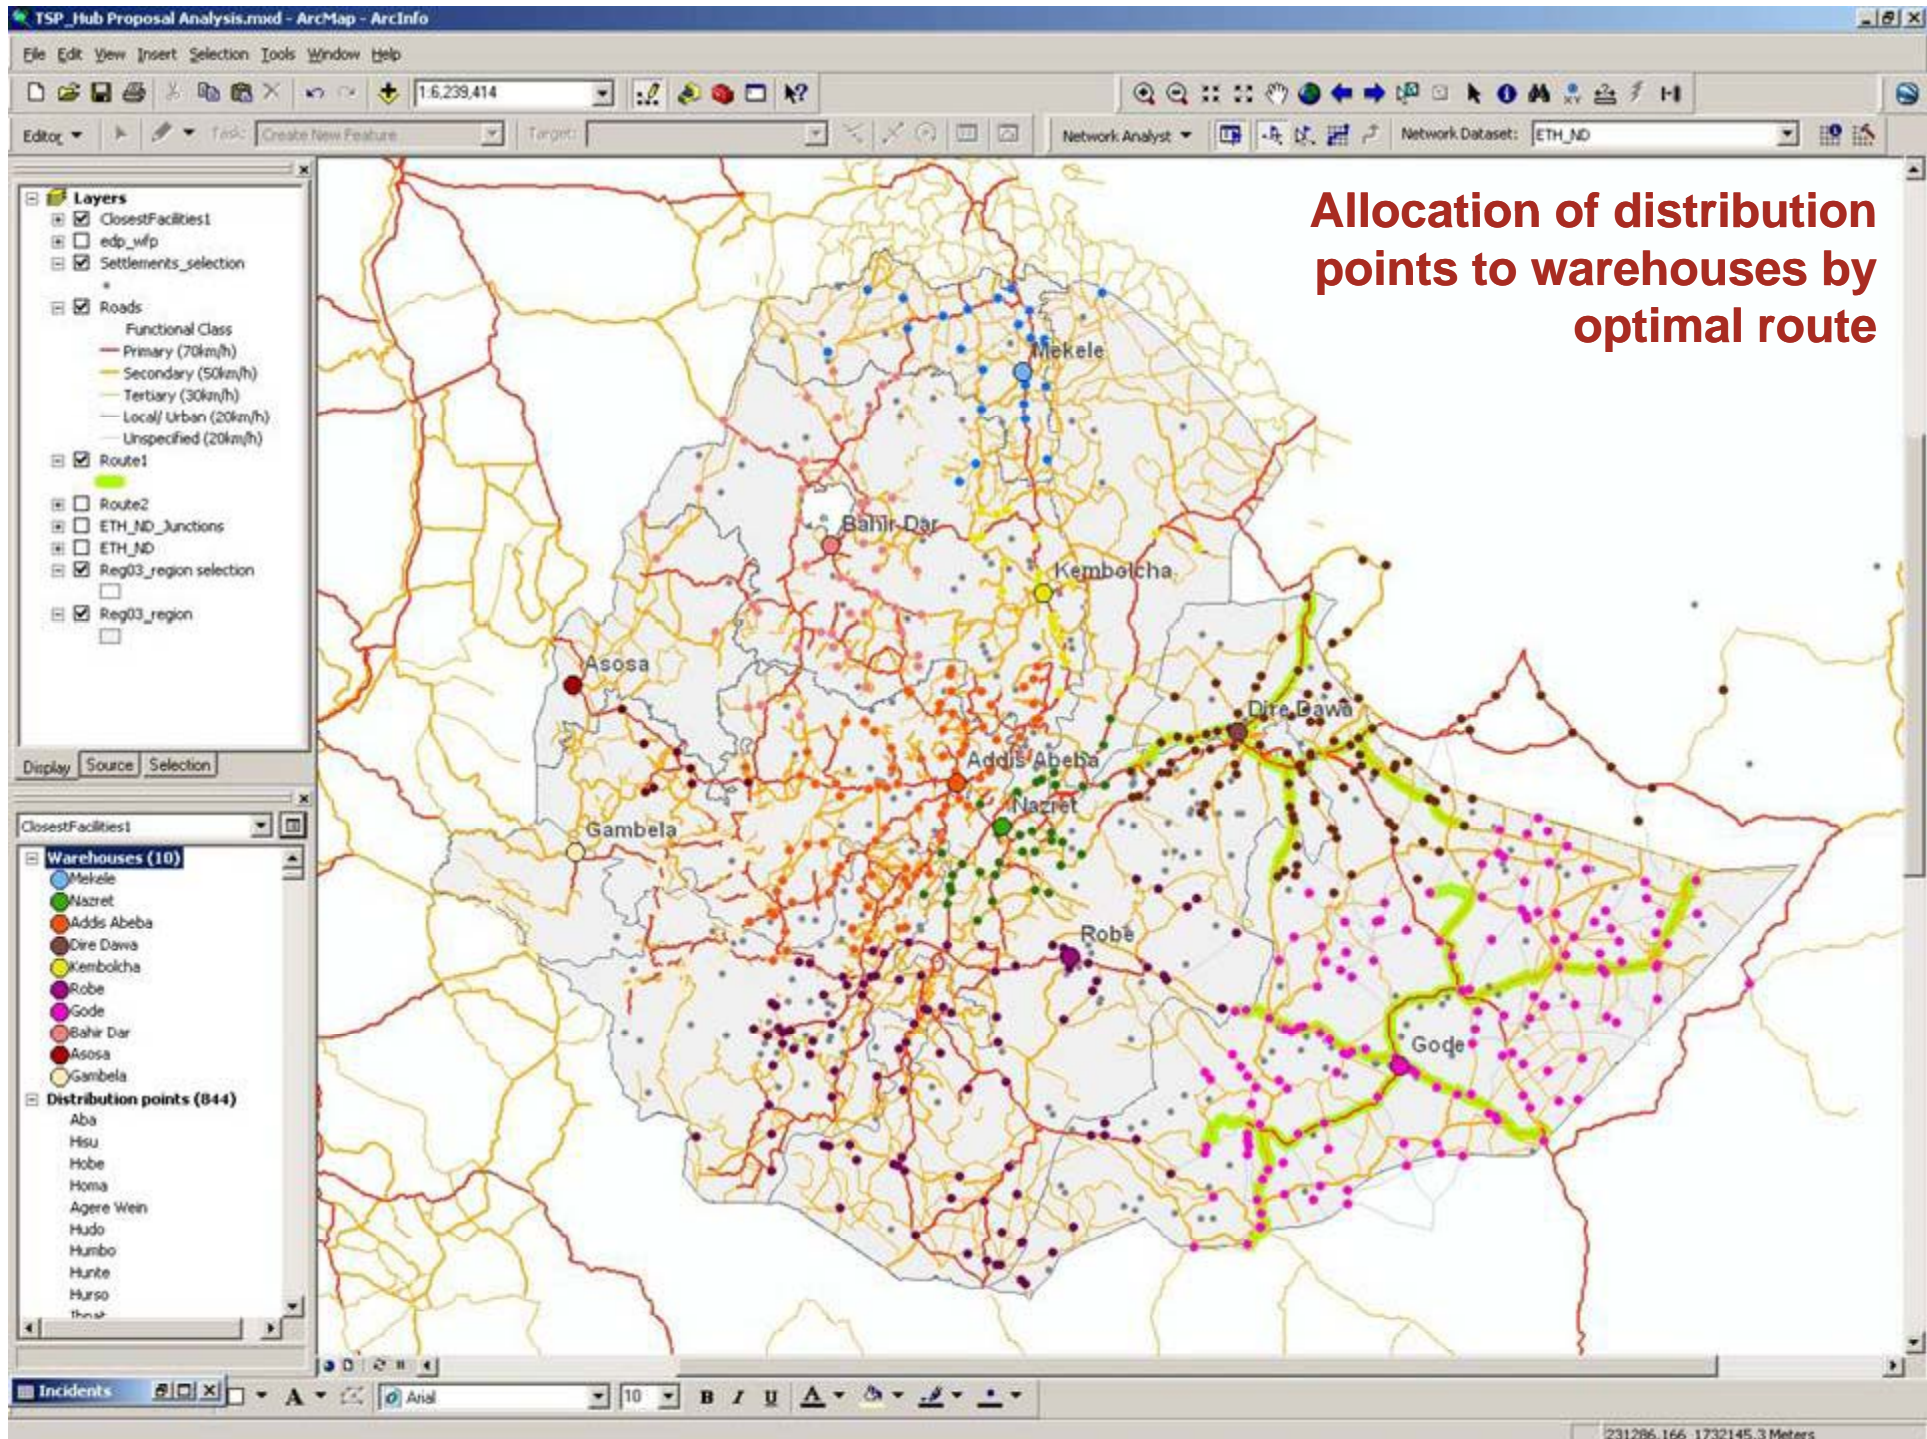 TSP_Hub Proposal Analysis.mxd - ArcMap - ArcInfo
File Edit View Insert Selection Tools Window Help
1:6,239,414
Editor Task: Create New Feature Target: Network Analyst Network Dataset: ETH_ND
Layers
ClosestFacilities1
edp_wfp
Settlements_selection
Roads
Functional Class
Primary (70km/h)
Secondary (50km/h)
Tertiary (30km/h)
Local/ Urban (20km/h)
Unspecified (20km/h)
Route1
Route2
ETH_ND_Junctions
ETH_ND
Reg03_region selection
Reg03_region
Display Source Selection
ClosestFacilities1
Warehouses (10)
Mekele
Nazret
Addis Abeba
Dire Dawa
Kembolcha
Robe
Gode
Bahir Dar
Asosa
Gambela
Distribution points (844)
Aba
Hisu
Hobe
Homa
Agere Wein
Hudo
Humbo
Hunte
Hurso
Allocation of distribution
points to warehouses by
optimal route
Mekele
Bahir Dar
Kembolcha
Asosa
Dire Dawa
Addis Abeba
Nazret
Gambela
Robe
Gode
Incidents
A Arial 10 B I U A
231286.166 1732145.3 Meters